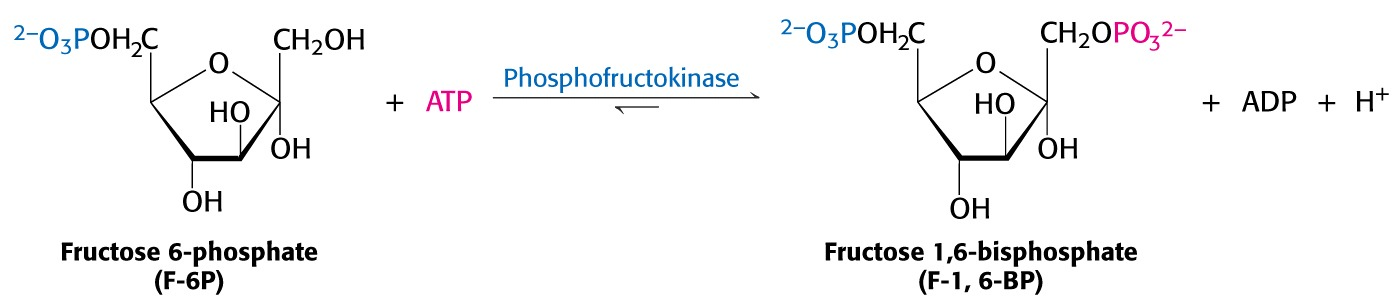 ²⁻O₃POH₂C
CH₂OH
O
HO
OH
OH
Fructose 6-phosphate
(F-6P)
+ ATP
Phosphofructokinase
²⁻O₃POH₂C
CH₂OPO₃²⁻
O
HO
OH
OH
Fructose 1,6-bisphosphate
(F-1, 6-BP)
+ ADP + H⁺